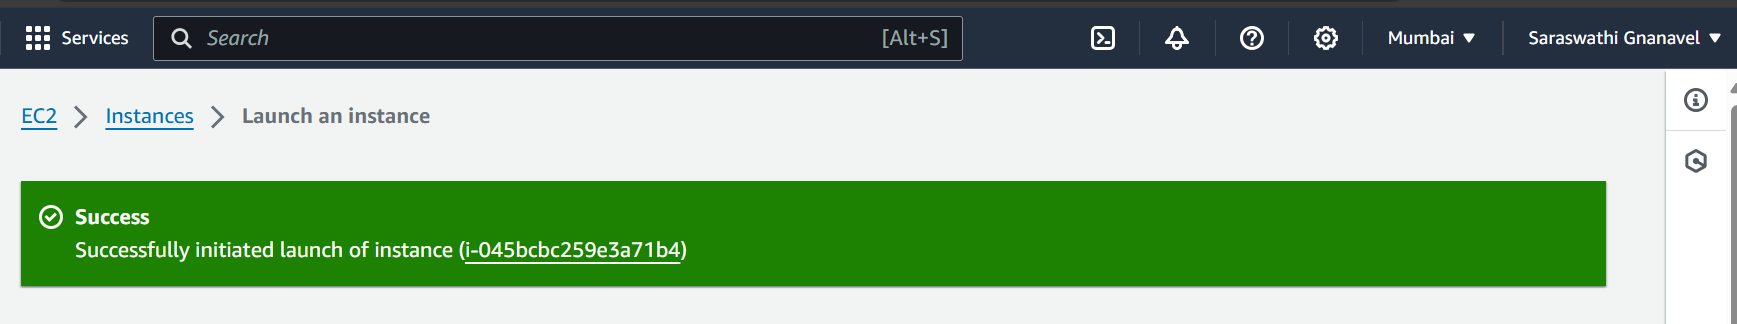 Services
Search [Alt+S]
Mumbai
Saraswathi Gnanavel
EC2 Instances Launch an instance
Success
Successfully initiated launch of instance (i-045bcbc259e3a71b4)